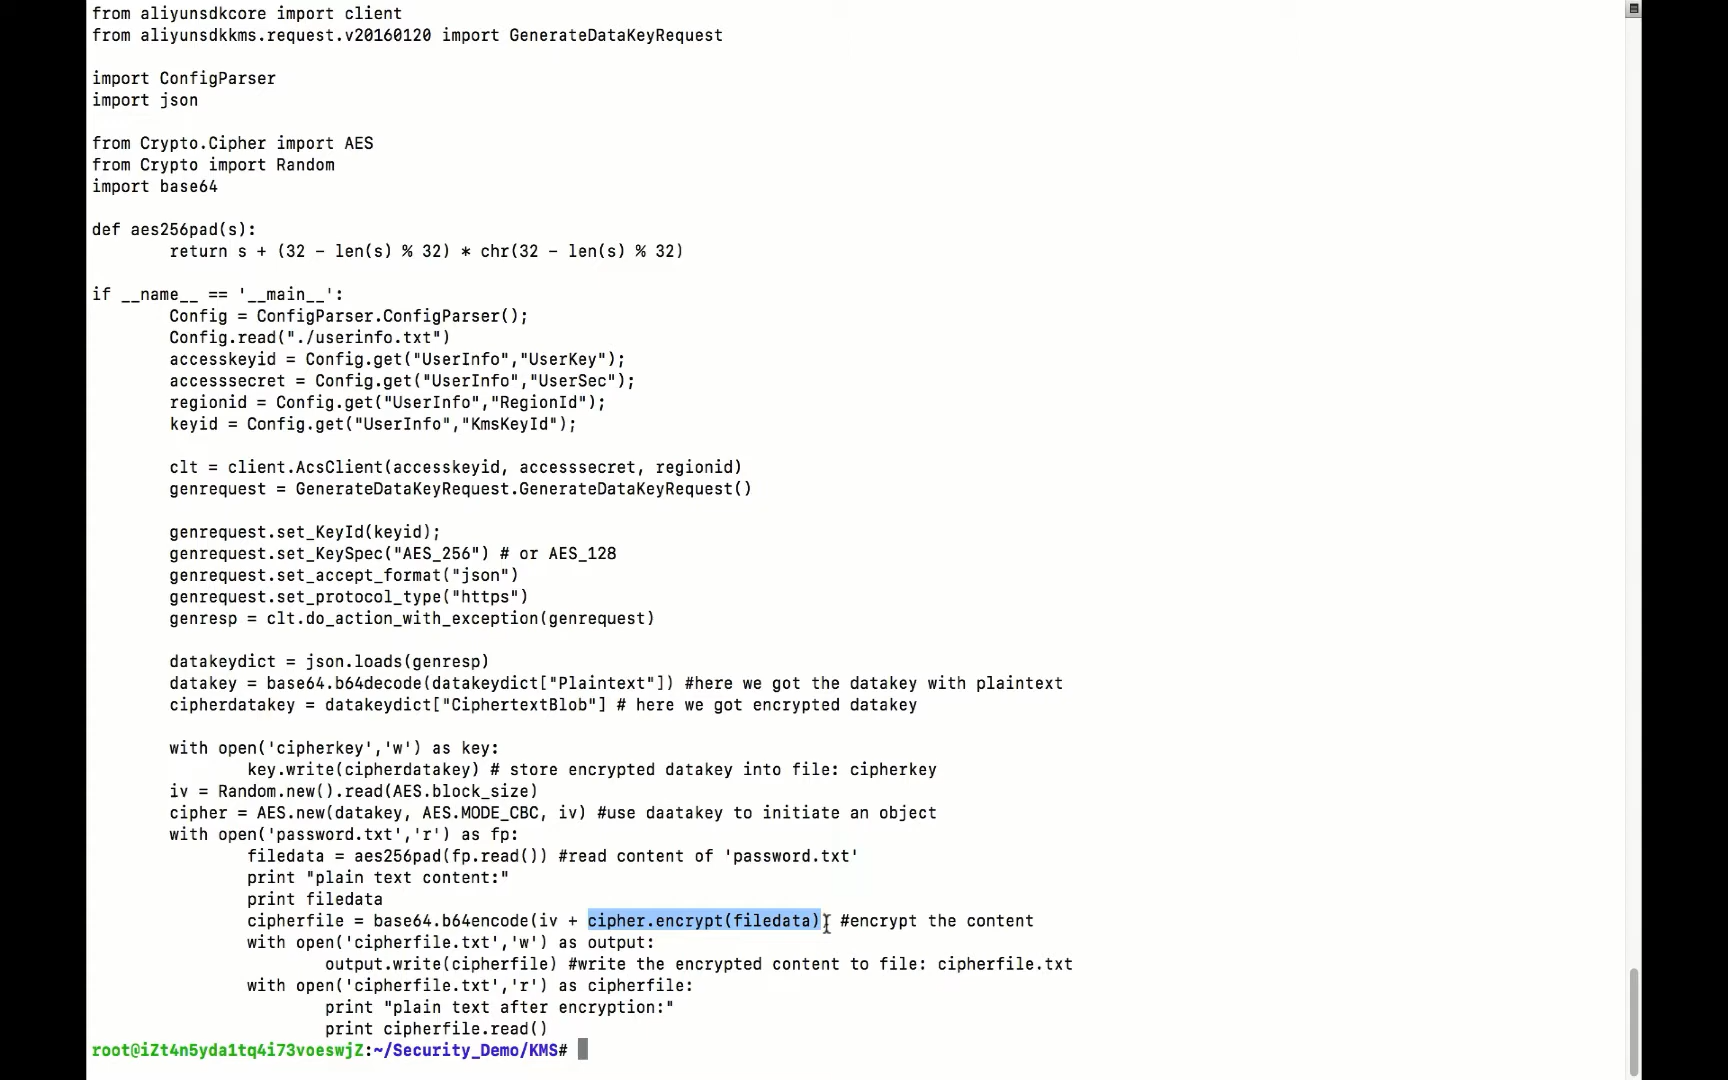 from aliyunsdkcore import client
from aliyunsdkkms.request.v20160120 import GenerateDataKeyRequest
import ConfigParser
import json
from Crypto.Cipher import AES
from Crypto import Random
import base64
def aes256pad(s):
return s + (32 - len(s) % 32) * chr(32 - len(s) % 32)
if __name__ == '__main__':
Config = ConfigParser.ConfigParser();
Config.read("./userinfo.txt")
accesskeyid = Config.get("UserInfo","UserKey");
accesssecret = Config.get("UserInfo","UserSec");
regionid = Config.get("UserInfo","RegionId");
keyid = Config.get("UserInfo","KmsKeyId");
clt = client.AcsClient(accesskeyid, accesssecret, regionid)
genrequest = GenerateDataKeyRequest.GenerateDataKeyRequest()
genrequest.set_KeyId(keyid);
genrequest.set_KeySpec("AES_256") # or AES_128
genrequest.set_accept_format("json")
genrequest.set_protocol_type("https")
genresp = clt.do_action_with_exception(genrequest)
datakeydict = json.loads(genresp)
datakey = base64.b64decode(datakeydict["Plaintext"]) #here we got the datakey with plaintext
cipherdatakey = datakeydict["CiphertextBlob"] # here we got encrypted datakey
with open('cipherkey','w') as key:
key.write(cipherdatakey) # store encrypted datakey into file: cipherkey
iv = Random.new().read(AES.block_size)
cipher = AES.new(datakey, AES.MODE_CBC, iv) #use daatakey to initiate an object
with open('password.txt','r') as fp:
filedata = aes256pad(fp.read()) #read content of 'password.txt'
print "plain text content:"
print filedata
cipherfile = base64.b64encode(iv + cipher.encrypt(filedata)) #encrypt the content
with open('cipherfile.txt','w') as output:
output.write(cipherfile) #write the encrypted content to file: cipherfile.txt
with open('cipherfile.txt','r') as cipherfile:
print "plain text after encryption:"
print cipherfile.read()
root@iZt4n5yda1tq4i73voeswjZ:~/Security_Demo/KMS#